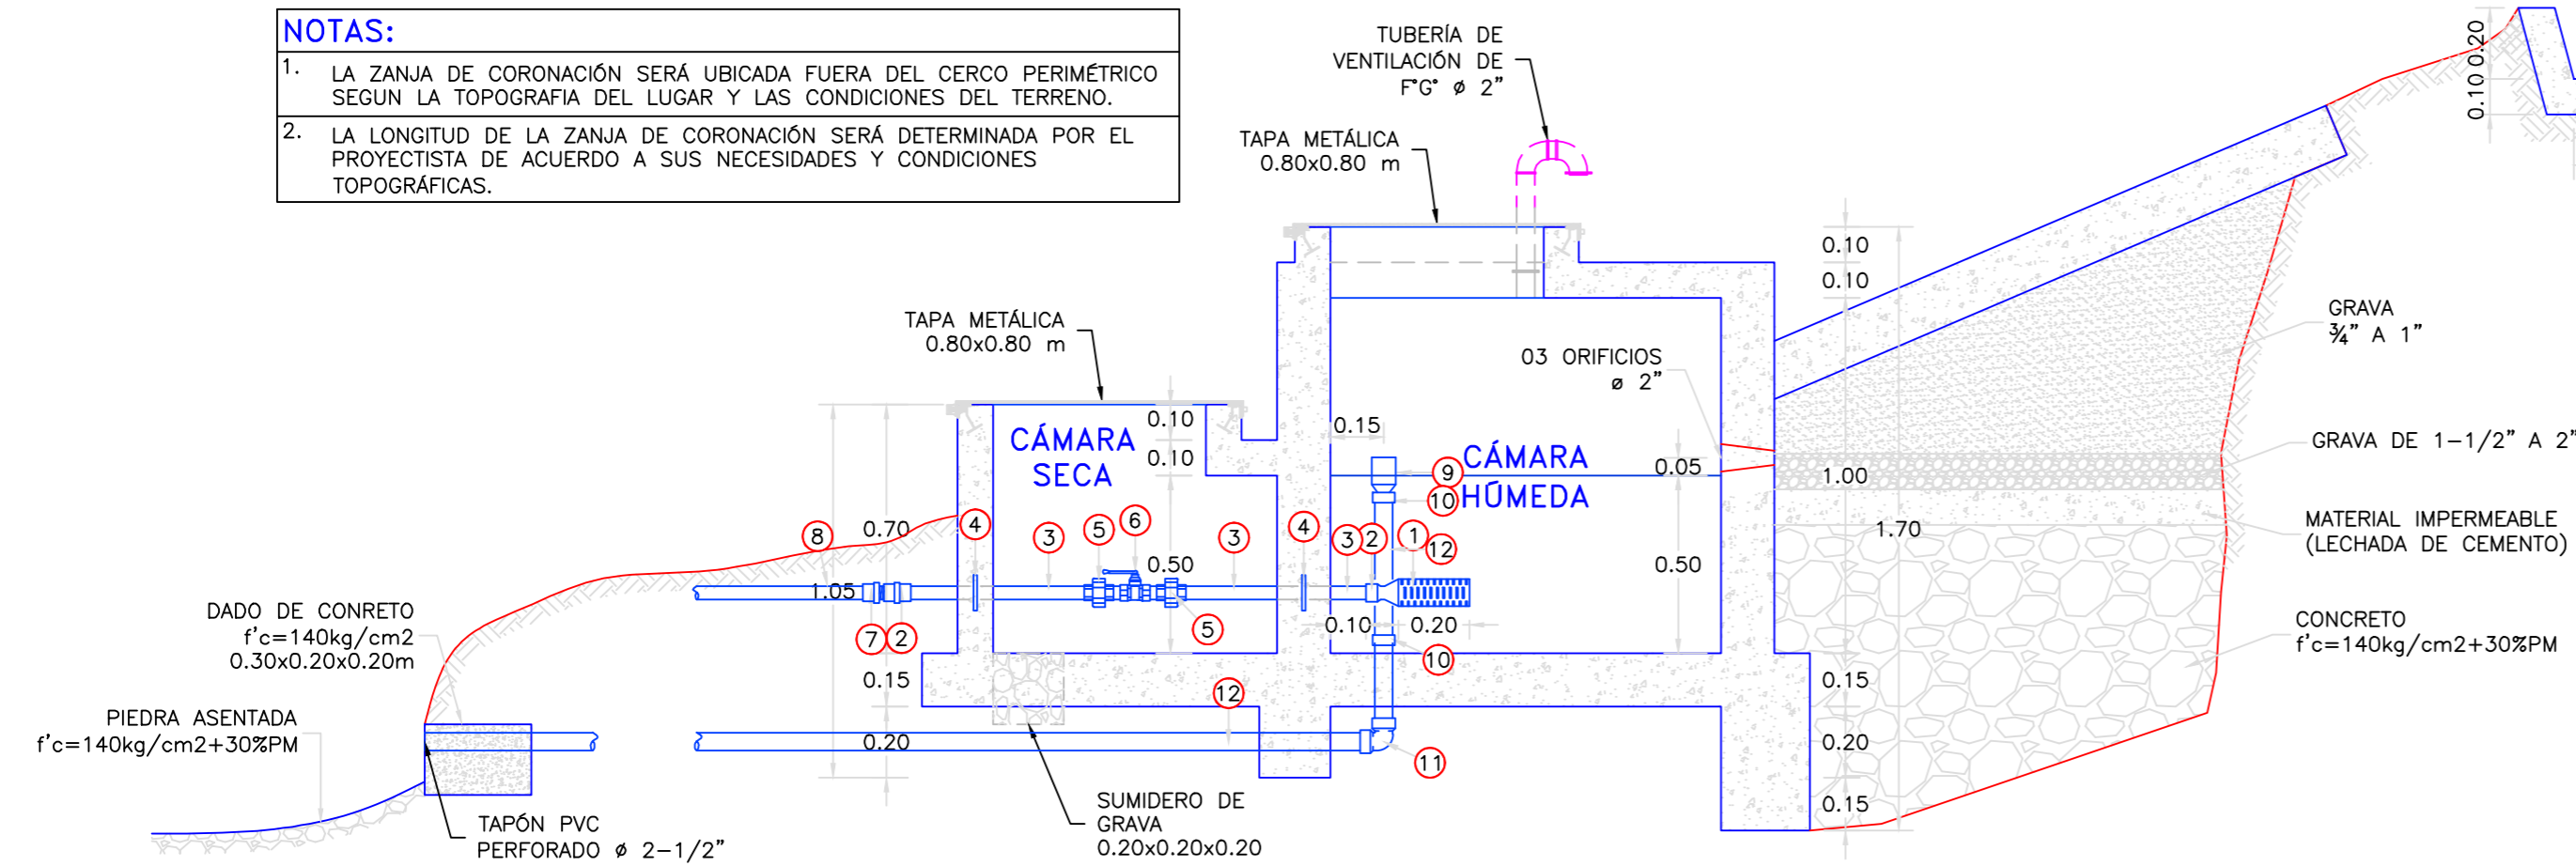 NOTAS:
1. LA ZANJA DE CORONACIÓN SERÁ UBICADA FUERA DEL CERCO PERIMÉTRICO
SEGUN LA TOPOGRAFIA DEL LUGAR Y LAS CONDICIONES DEL TERRENO.
2. LA LONGITUD DE LA ZANJA DE CORONACIÓN SERÁ DETERMINADA POR EL
PROYECTISTA DE ACUERDO A SUS NECESIDADES Y CONDICIONES
TOPOGRÁFICAS.
TUBERÍA DE
VENTILACIÓN DE
F°G° ø 2"
TAPA METÁLICA
0.80x0.80 m
0.20
0.10
0.10
0.10
GRAVA
¾" A 1"
TAPA METÁLICA
0.80x0.80 m
03 ORIFICIOS
ø 2"
0.10
0.10
CÁMARA
SECA
0.15
CÁMARA
HÚMEDA
0.05
1.00
GRAVA DE 1-1/2" A 2"
9
10
8
0.70
4
3
5
6
3
4
3
2
1
12
1.70
MATERIAL IMPERMEABLE
(LECHADA DE CEMENTO)
0.50
0.50
1.05
DADO DE CONRETO
f'c=140kg/cm2
0.30x0.20x0.20m
7
2
5
0.10
0.20
10
CONCRETO
f'c=140kg/cm2+30%PM
0.15
12
0.15
PIEDRA ASENTADA
f'c=140kg/cm2+30%PM
0.20
11
0.20
0.15
TAPÓN PVC
PERFORADO ø 2-1/2"
SUMIDERO DE
GRAVA
0.20x0.20x0.20